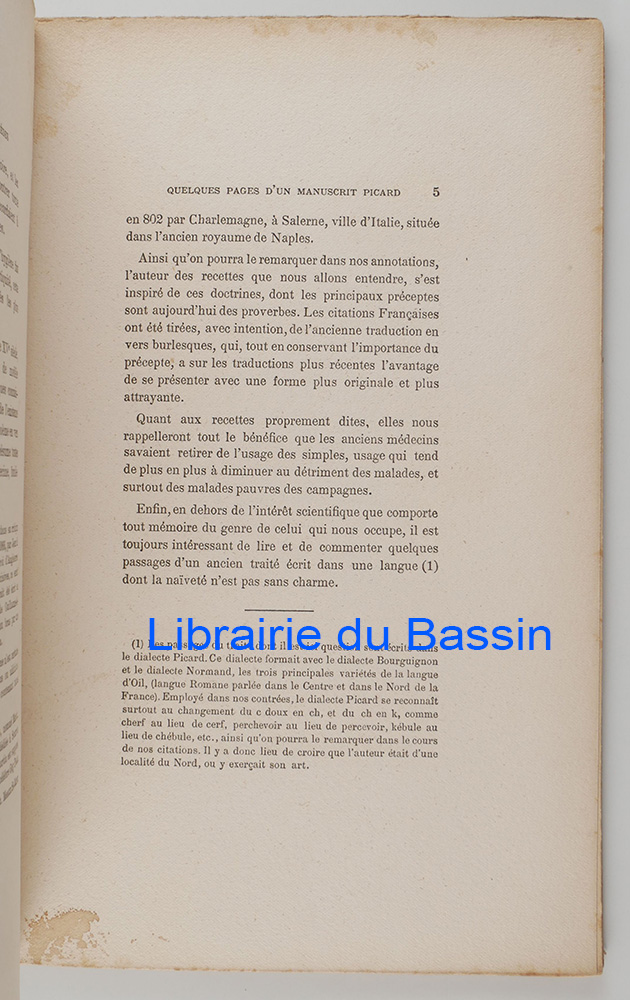 QUELQUES PAGES D'UN MANUSCRIT PICARD 5
en 802 par Charlemagne, à Salerne, ville d'Italie, située
dans l'ancien royaume de Naples.
Ainsi qu'on pourra le remarquer dans nos annotations,
l'auteur des recettes que nous allons entendre, s'est
inspiré de ces doctrines, dont les principaux préceptes
sont aujourd'hui des proverbes. Les citations Françaises
ont été tirées, avec intention, de l'ancienne traduction en
vers burlesques, qui, tout en conservant l'importance du
précepte, a sur les traductions plus récentes l'avantage
de se présenter avec une forme plus originale et plus
attrayante.
Quant aux recettes proprement dites, elles nous
rappelleront tout le bénéfice que les anciens médecins
savaient retirer de l'usage des simples, usage qui tend
de plus en plus à diminuer au détriment des malades, et
surtout des malades pauvres des campagnes.
Enfin, en dehors de l'intérêt scientifique que comporte
tout mémoire du genre de celui qui nous occupe, il est
toujours intéressant de lire et de commenter quelques
passages d'un ancien traité écrit dans une langue (1)
dont la naïveté n'est pas sans charme.
Librairie du Bassin
(1) Les passages du traité dont il est ici question sont écrits dans
le dialecte Picard. Ce dialecte formait avec le dialecte Bourguignon
et le dialecte Normand, les trois principales variétés de la langue
d'Oil, (langue Romane parlée dans le Centre et dans le Nord de la
France). Employé dans nos contrées, le dialecte Picard se reconnaît
surtout au changement du c doux en ch, et du ch en k, comme
cherf au lieu de cerf, perchevoir au lieu de percevoir, kébule au
lieu de chébule, etc., ainsi qu'on pourra le remarquer dans le cours
de nos citations. Il y a donc lieu de croire que l'auteur était d'une
localité du Nord, ou y exerçait son art.